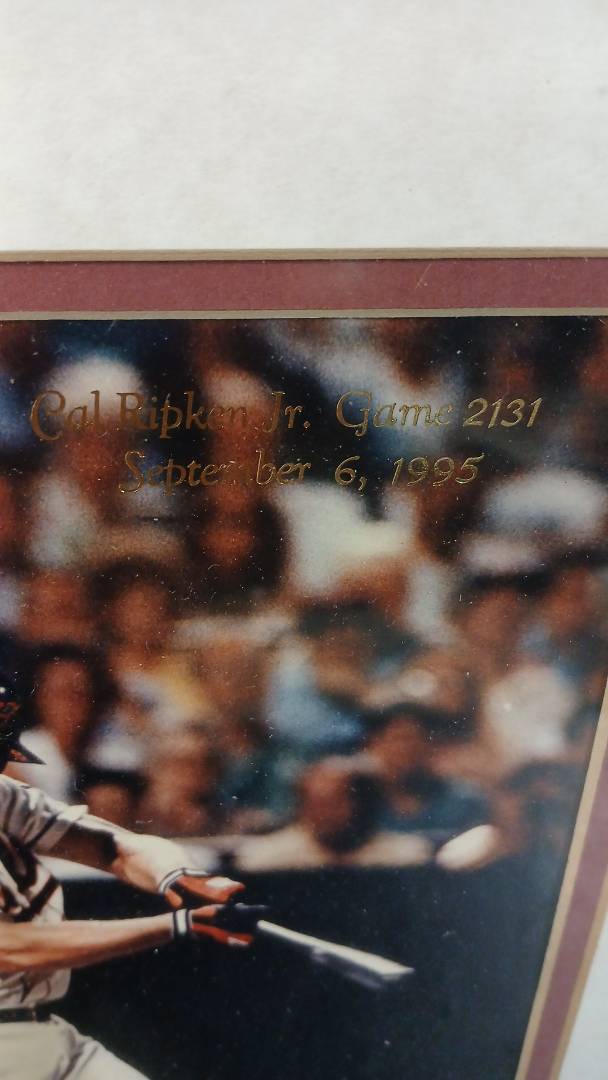 Cal Ripken Jr. Game 2131
September 6, 1995